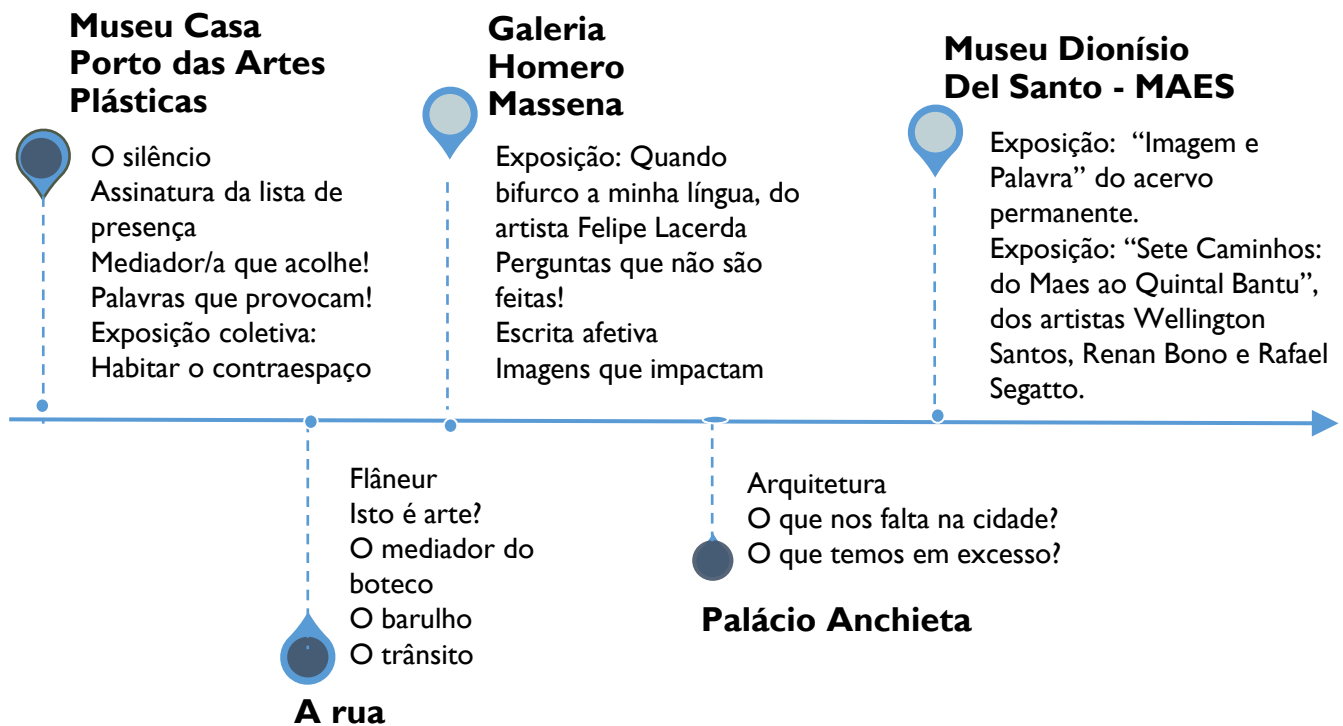 Museu Casa
Porto das Artes
Plásticas
O silêncio
Assinatura da lista de
presença
Mediador/a que acolhe!
Palavras que provocam!
Exposição coletiva:
Habitar o contraespaço
Galeria
Homero
Massena
Exposição: Quando
bifurco a minha língua, do
artista Felipe Lacerda
Perguntas que não são
feitas!
Escrita afetiva
Imagens que impactam
Museu Dionísio
Del Santo - MAES
Exposição: “Imagem e
Palavra” do acervo
permanente.
Exposição: “Sete Caminhos:
do Maes ao Quintal Bantu”,
dos artistas Wellington
Santos, Renan Bono e Rafael
Segatto.
Flâneur
Isto é arte?
O mediador do
boteco
O barulho
O trânsito
A rua
Arquitetura
O que nos falta na cidade?
O que temos em excesso?
Palácio Anchieta